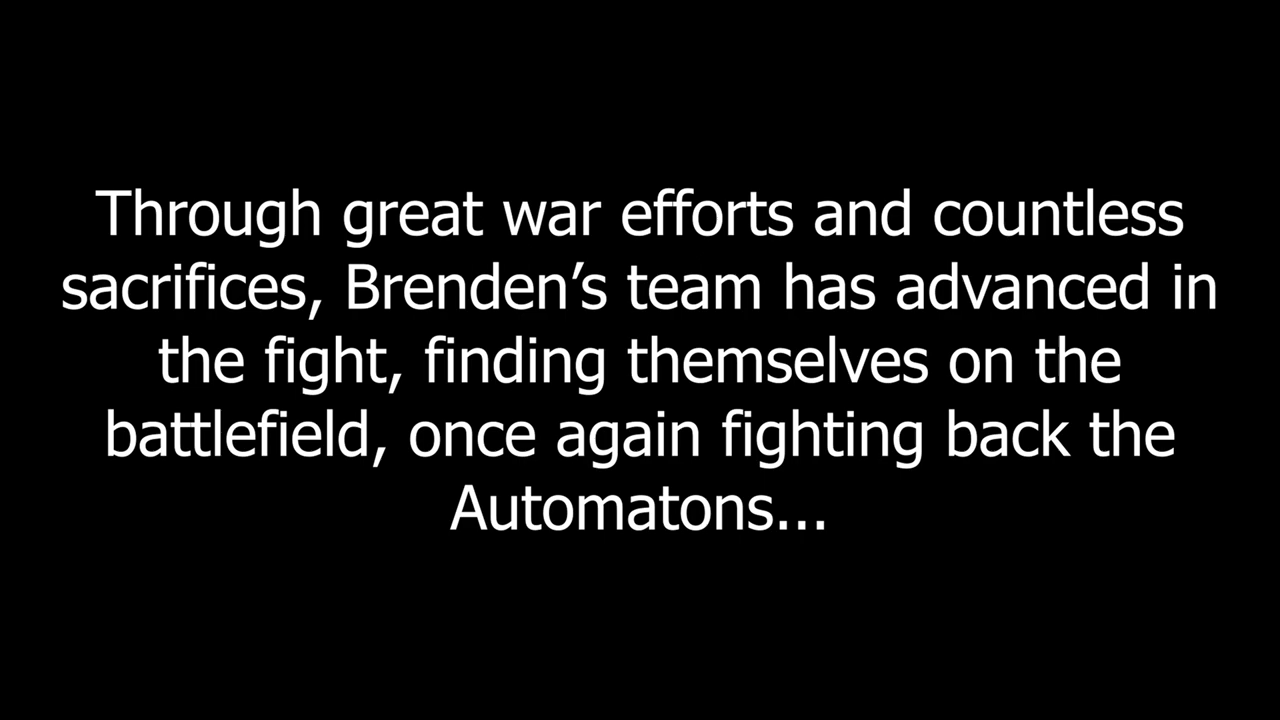 Through great war efforts and countless
sacrifices, Brenden’s team has advanced in
the fight, finding themselves on the
battlefield, once again fighting back the
Automatons...